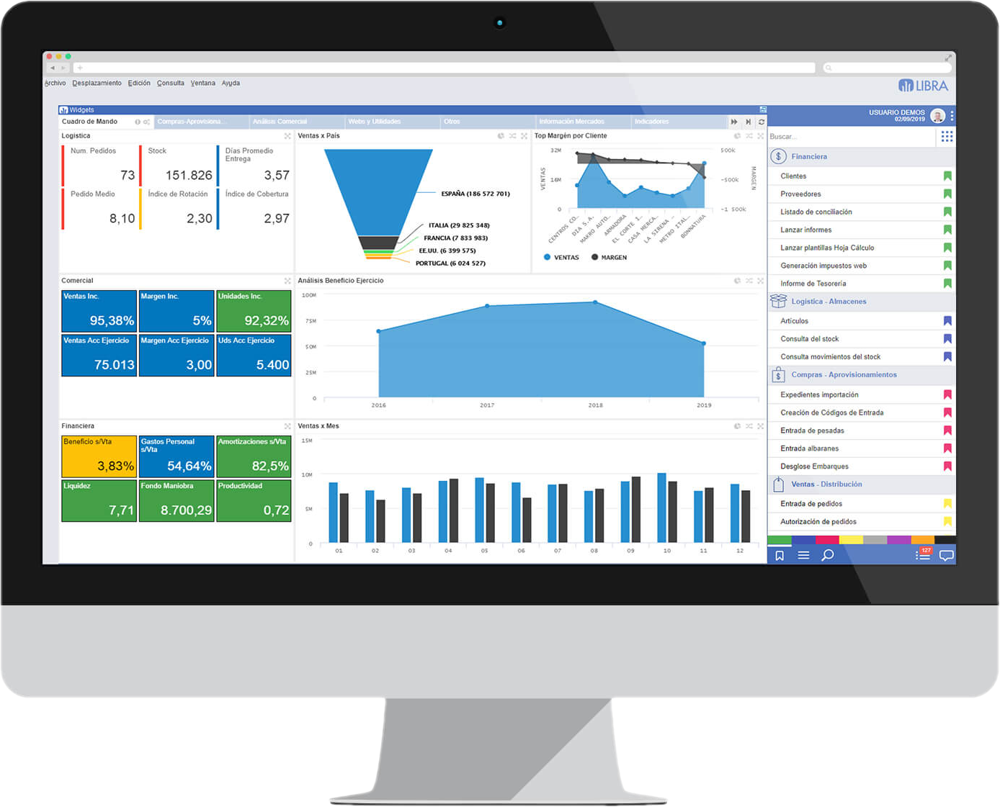 Archivo Desplazamiento Edición Consulta Ventana Ayuda
LIBRA
Widgets
Cuadro de Mando
Compras-Aprovisiona...
Análisis Comercial
Webs y Utilidades
Otros
Información Mercados
Indicadores
Logística
Num. Pedidos
73
Stock
151.826
Días Promedio
Entrega
3,57
Pedido Medio
8,10
Índice de Rotación
2,30
Índice de Cobertura
2,97
Ventas x País
ESPAÑA (186 572 701)
ITALIA (29 825 348)
FRANCIA (7 833 983)
EE.UU. (6 399 575)
PORTUGAL (6 024 527)
Top Margén por Cliente
32M
16M
0
VENTAS
500k
-500k
-1 500k
MARGEN
CENTROS CO...
DIA S.A.
MAKRO AUTO...
ARMADORA
EL CORTE I...
CASA MERCA...
LA SIRENA ...
METRO ITAL...
BONNATURA
VENTAS
MARGEN
Comercial
Ventas Inc.
95,38%
Margen Inc.
5%
Unidades Inc.
92,32%
Ventas Acc Ejercicio
75.013
Margen Acc Ejercicio
3,00
Uds Acc Ejercicio
5.400
Análisis Beneficio Ejercicio
100M
75M
50M
25M
0
2016
2017
2018
2019
Financiera
Beneficio s/Vta
3,83%
Gastos Personal
s/Vta
54,64%
Amortizaciones s/Vta
82,5%
Liquidez
7,71
Fondo Maniobra
8.700,29
Productividad
0,72
Ventas x Mes
15M
10M
5M
0
01
02
03
04
05
06
07
08
09
10
11
12
USUARIO DEMOS
02/09/2019
Buscar...
Financiera
Clientes
Proveedores
Listado de conciliación
Lanzar informes
Lanzar plantillas Hoja Cálculo
Generación impuestos web
Informe de Tesorería
Logística - Almacenes
Artículos
Consulta del stock
Consulta movimientos del stock
Compras - Aprovisionamientos
Expedientes importación
Creación de Códigos de Entrada
Entrada de pesadas
Entrada albaranes
Desglose Embarques
Ventas - Distribución
Entrada de pedidos
Autorización de pedidos
127